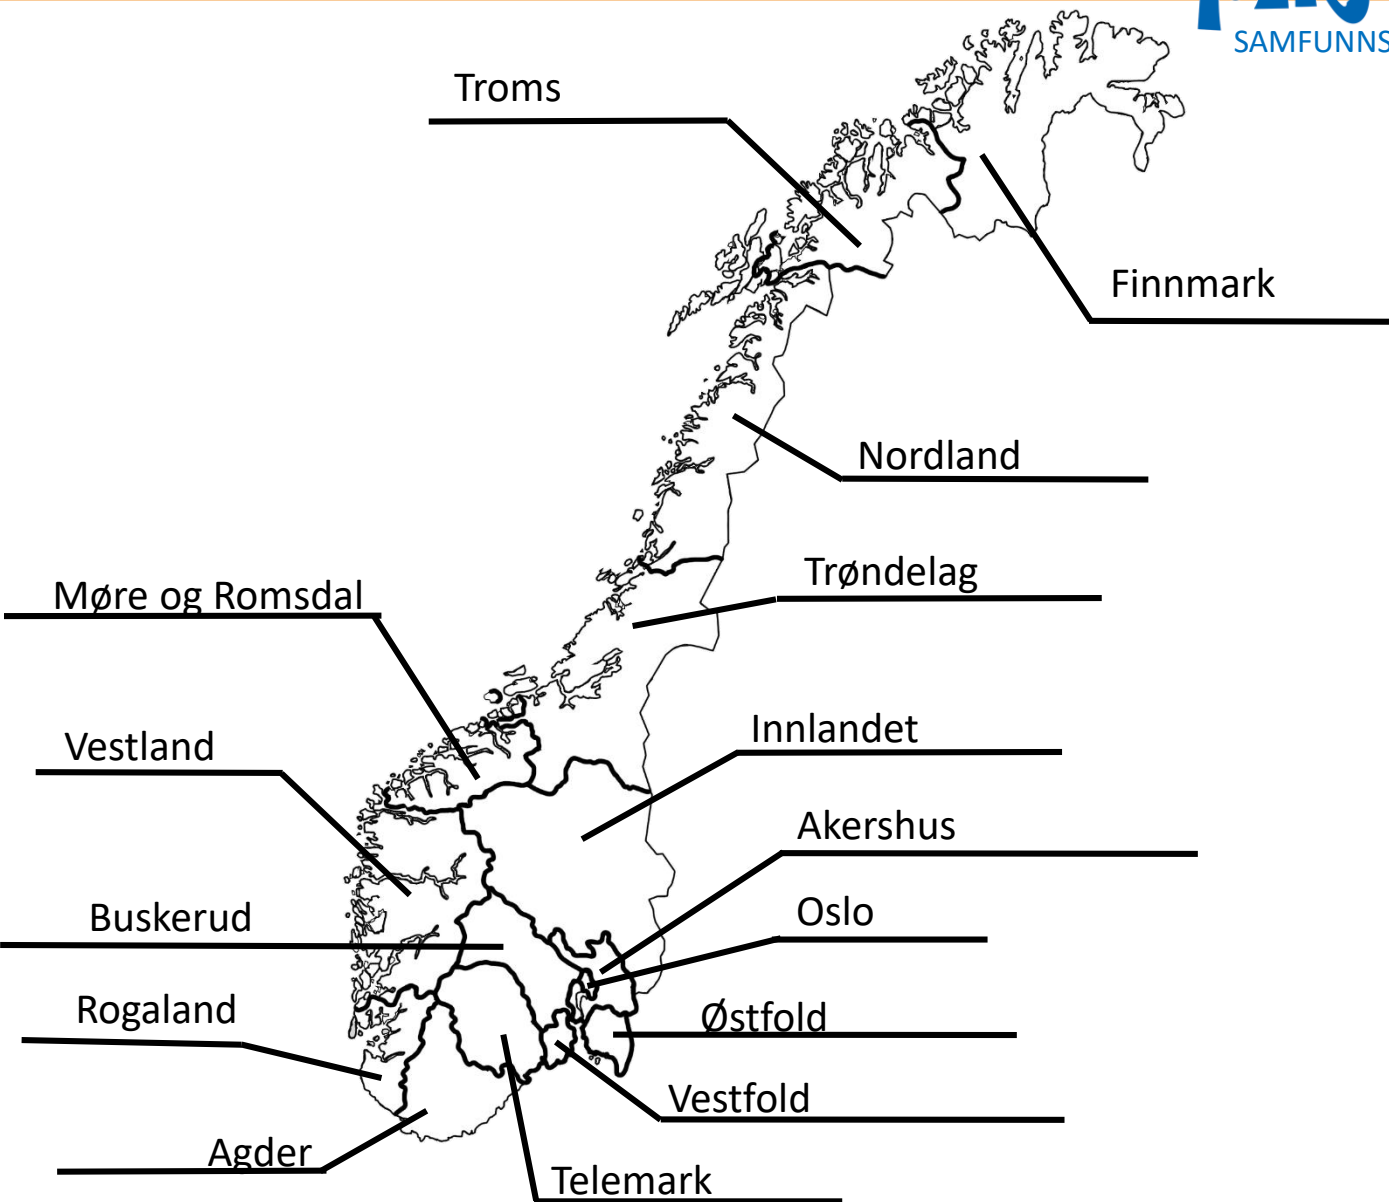 SAMFUNNS
Troms
Finnmark
Nordland
Trøndelag
Møre og Romsdal
Innlandet
Vestland
Akershus
Oslo
Buskerud
Rogaland
Østfold
Vestfold
Agder
Telemark